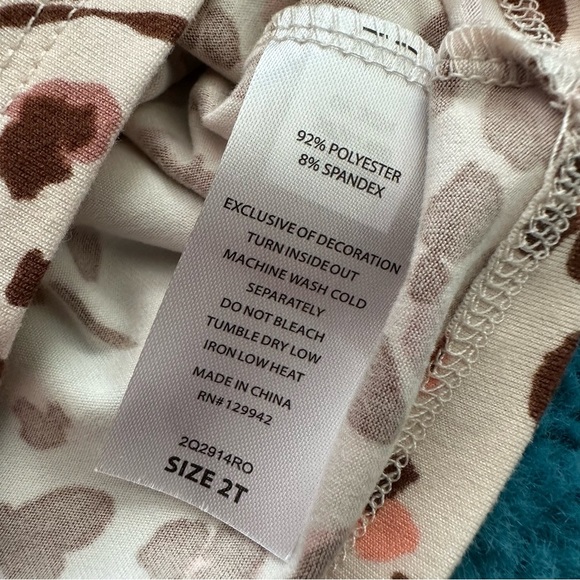 92% POLYESTER
8% SPANDEX
EXCLUSIVE OF DECORATION
TURN INSIDE OUT
MACHINE WASH COLD
SEPARATELY
DO NOT BLEACH
TUMBLE DRY LOW
IRON LOW HEAT
MADE IN CHINA
RN# 129942
2Q2914RO
SIZE 2T